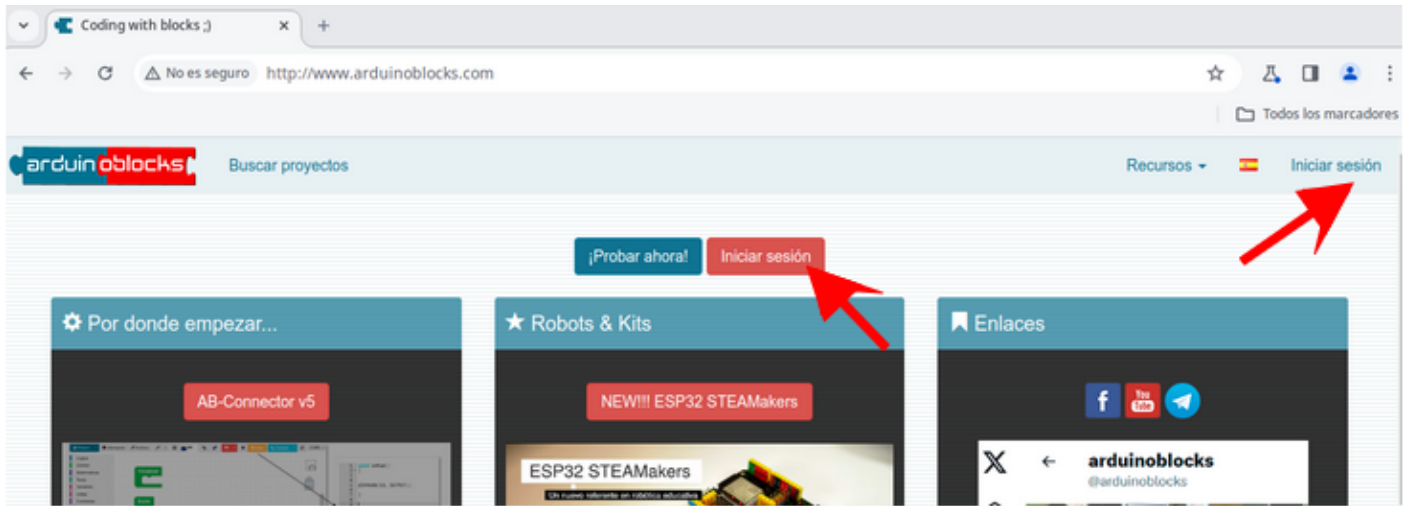 Coding with blocks ;)
No es seguro http://www.arduinoblocks.com
Todos los marcadores
arduinoblocks Buscar proyectos Recursos Iniciar sesión
¡Probar ahora! Iniciar sesión
Por donde empezar...
AB-Connector v5
Robots & Kits
NEW!!! ESP32 STEAMakers
ESP32 STEAMakers
Un nuevo referente en robótica educativa
Enlaces
f You Tube
X arduinoblocks
@arduinoblocks